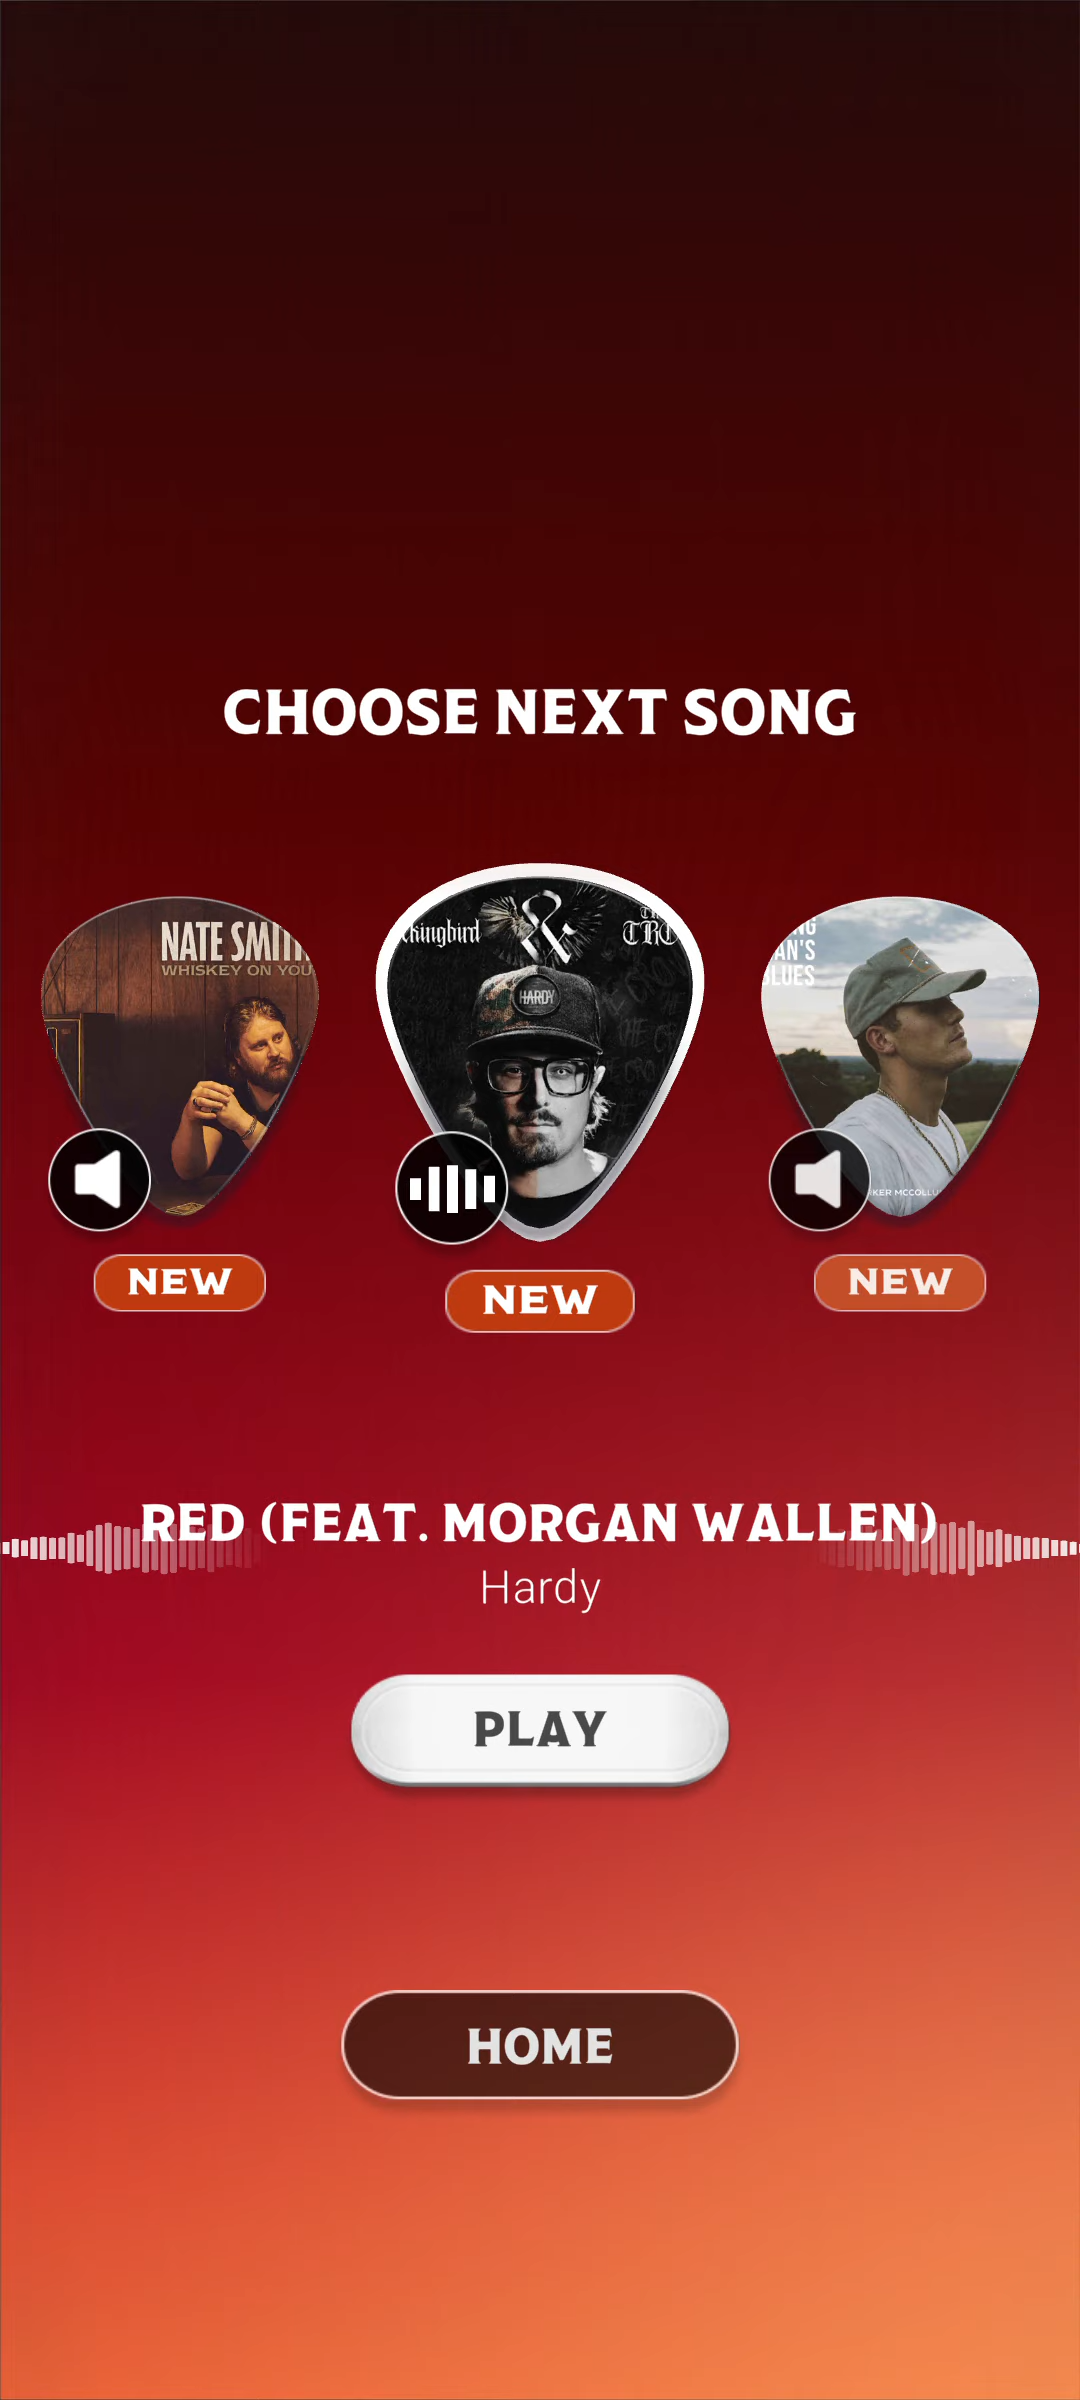 CHOOSE NEXT SONG
NATE SMITH
WHISKEY ON YOU
&
HARDY
NEW
NEW
NEW
RED (FEAT. MORGAN WALLEN)
Hardy
PLAY
HOME